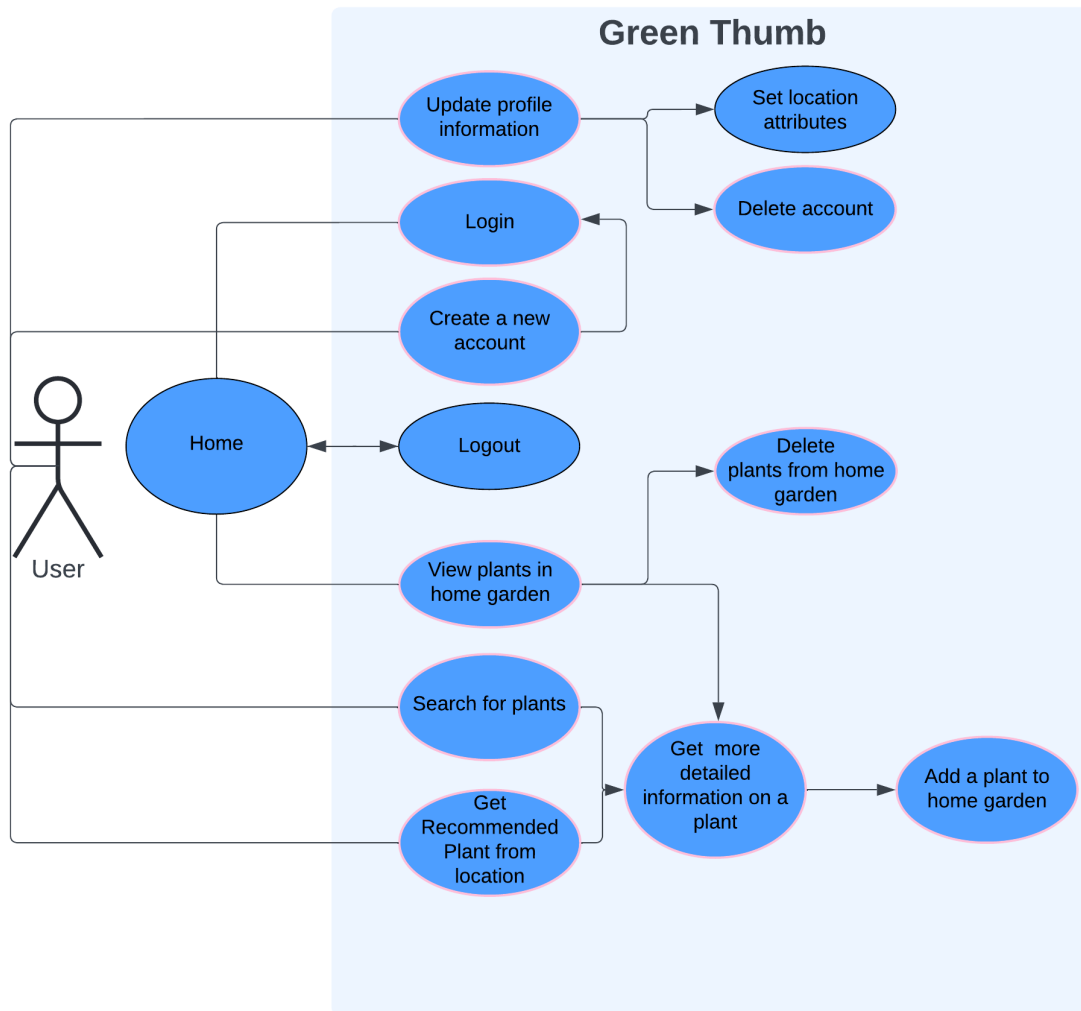 Green Thumb
Update profile
information
Set location
attributes
Delete account
Login
Create a new
account
Home
Logout
Delete
plants from home
garden
User
View plants in
home garden
Search for plants
Get  more
detailed
information on a
plant
Add a plant to
home garden
Get
Recommended
Plant from
location